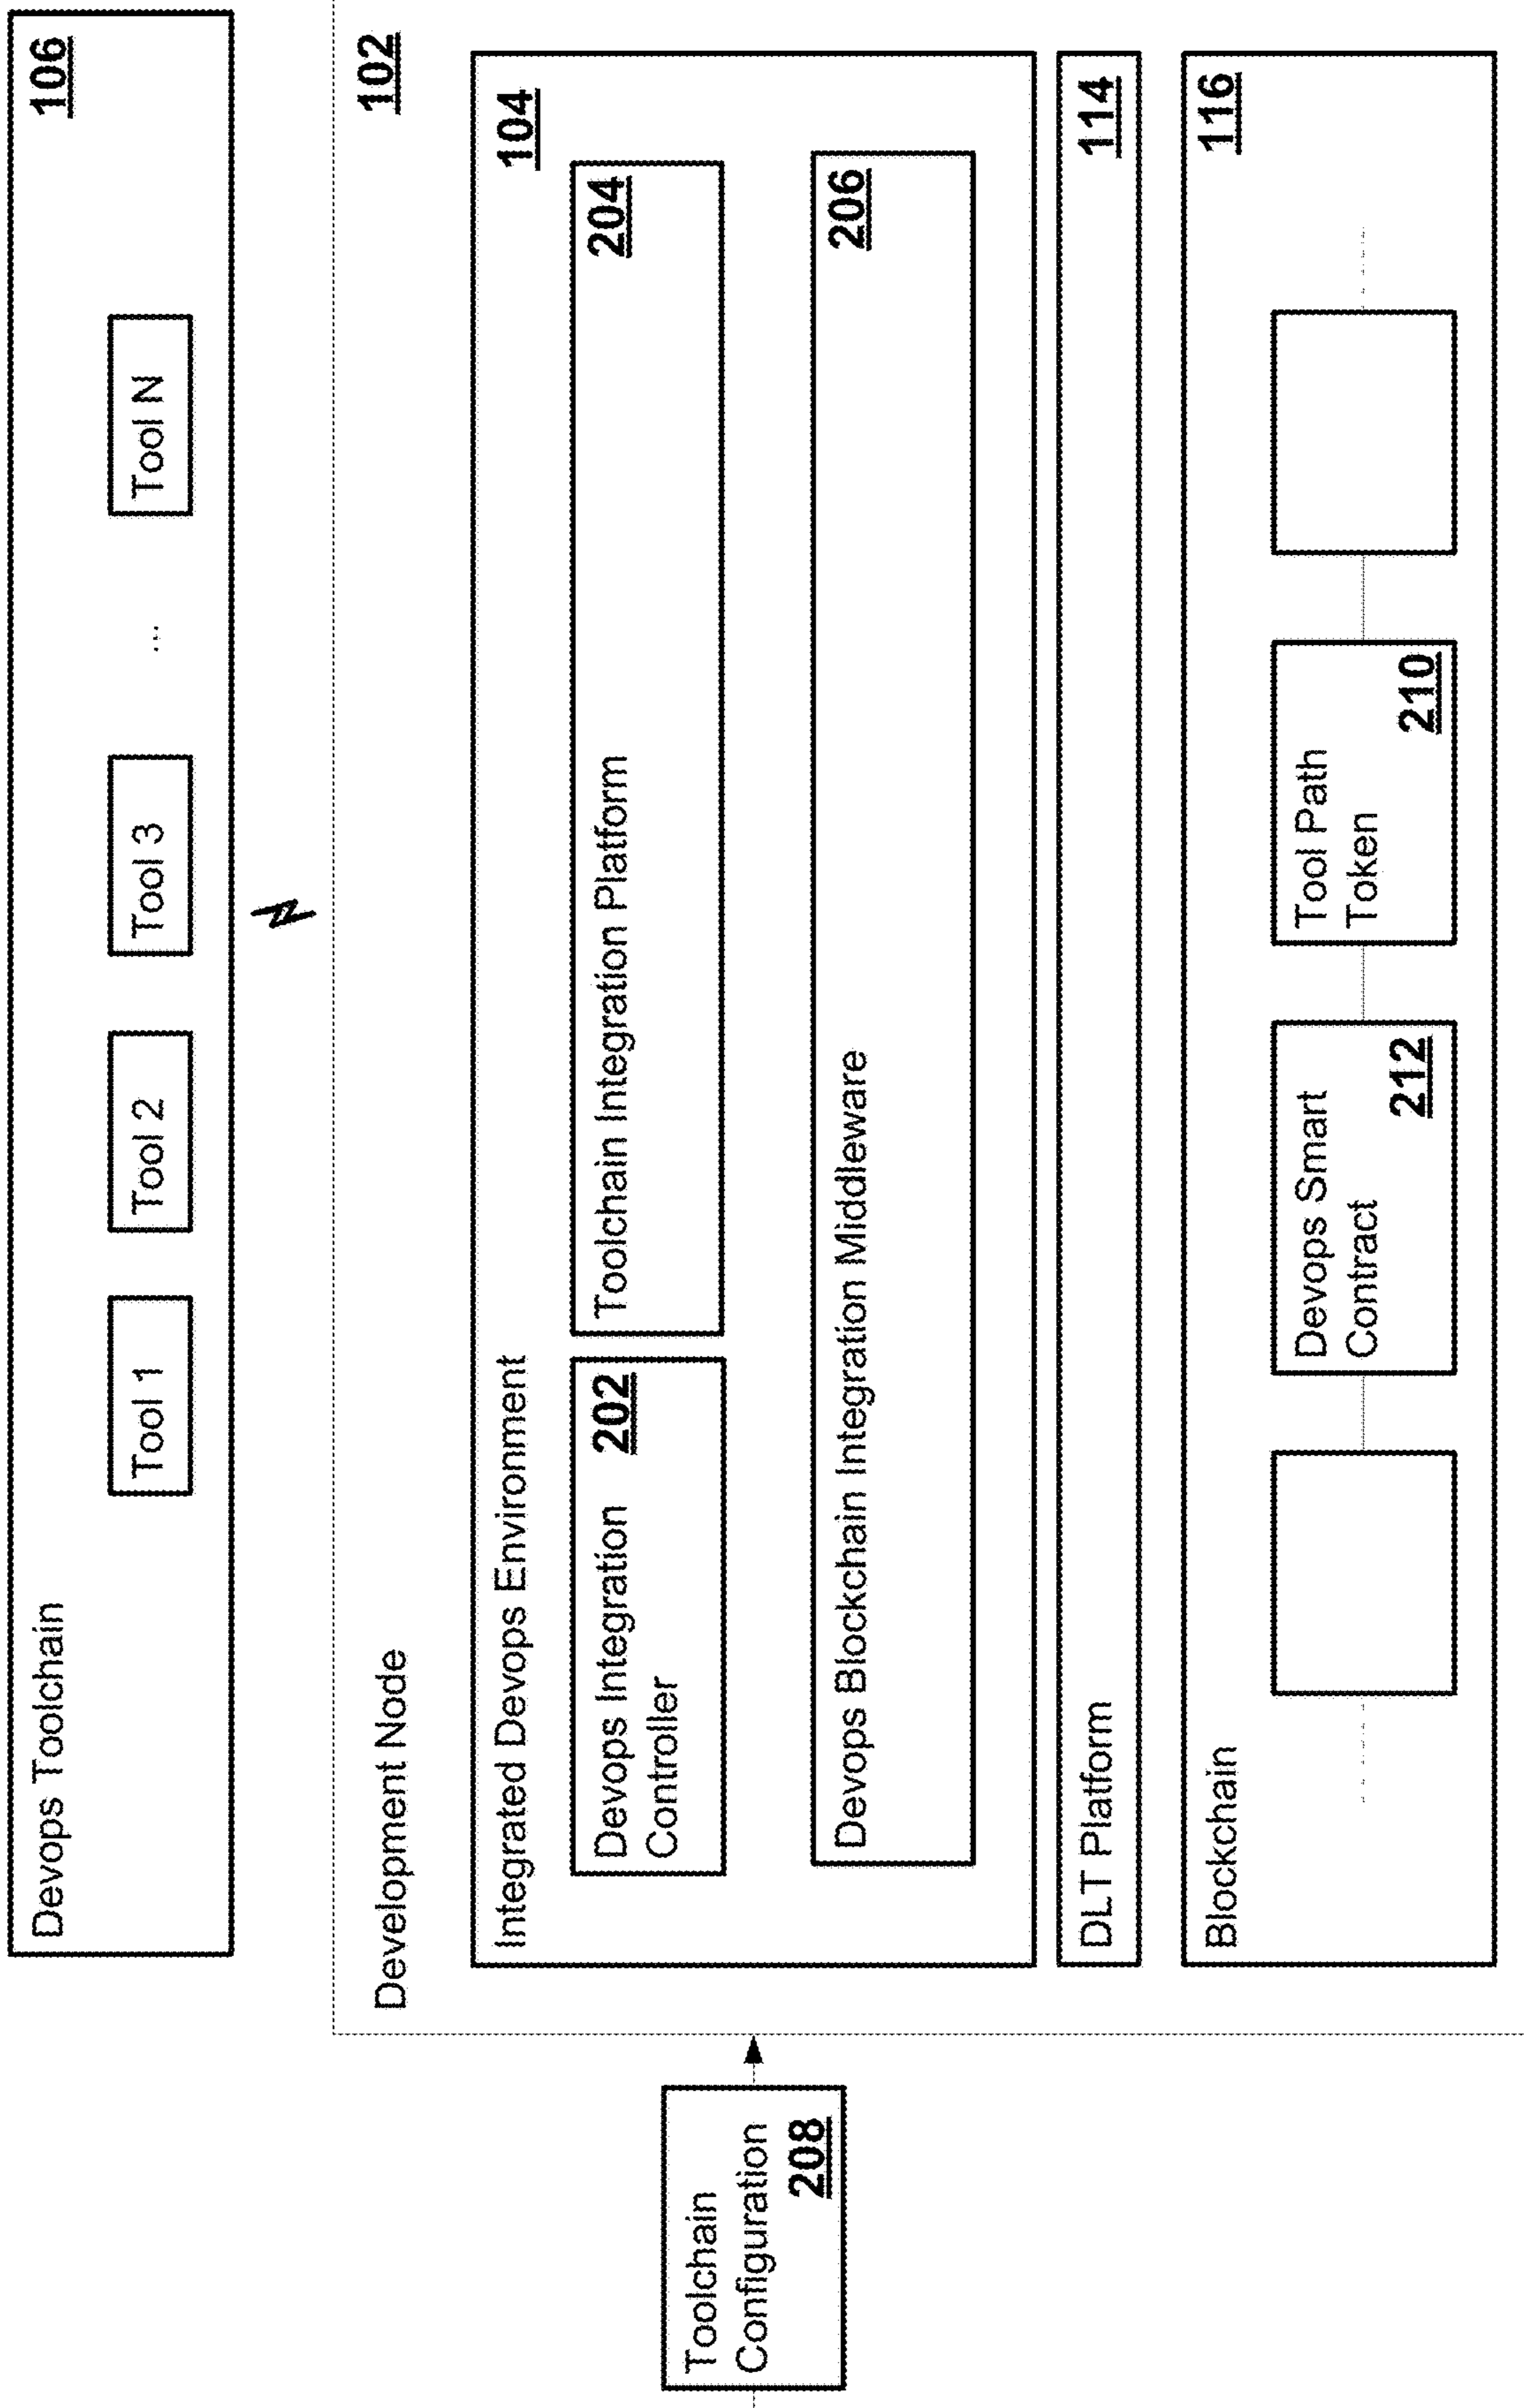 Devops Toolchain
106
Tool 1
Tool 2
Tool 3
...
Tool N
Development Node
102
Integrated Devops Environment
104
Devops Integration
Controller
202
Toolchain Integration Platform
204
Toolchain
Configuration
208
Devops Blockchain Integration Middleware
206
DLT Platform
114
Blockchain
116
Devops Smart
Contract
212
Tool Path
Token
210